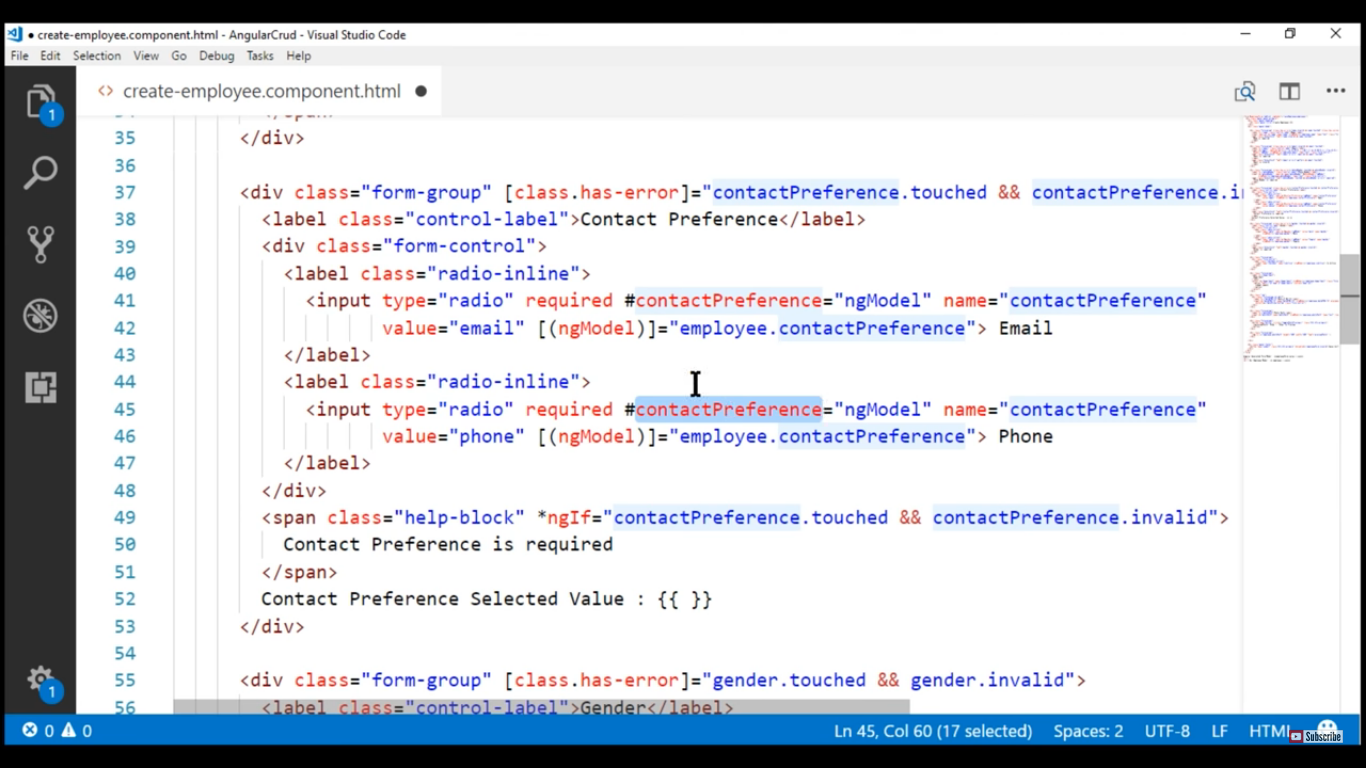 create-employee.component.html - AngularCrud - Visual Studio Code
File Edit Selection View Go Debug Tasks Help
<> create-employee.component.html
35 </div>
36
37 <div class="form-group" [class.has-error]="contactPreference.touched && contactPreference.in
38 <label class="control-label">Contact Preference</label>
39 <div class="form-control">
40 <label class="radio-inline">
41 <input type="radio" required #contactPreference="ngModel" name="contactPreference"
42 value="email" [(ngModel)]="employee.contactPreference"> Email
43 </label>
44 <label class="radio-inline">
45 <input type="radio" required #contactPreference="ngModel" name="contactPreference"
46 value="phone" [(ngModel)]="employee.contactPreference"> Phone
47 </label>
48 </div>
49 <span class="help-block" *ngIf="contactPreference.touched && contactPreference.invalid">
50 Contact Preference is required
51 </span>
52 Contact Preference Selected Value : {{ }}
53 </div>
54
55 <div class="form-group" [class.has-error]="gender.touched && gender.invalid">
56 <label class="control-label">Gender</label>
1
1
0 0 Ln 45, Col 60 (17 selected) Spaces: 2 UTF-8 LF HTML
Subscribe